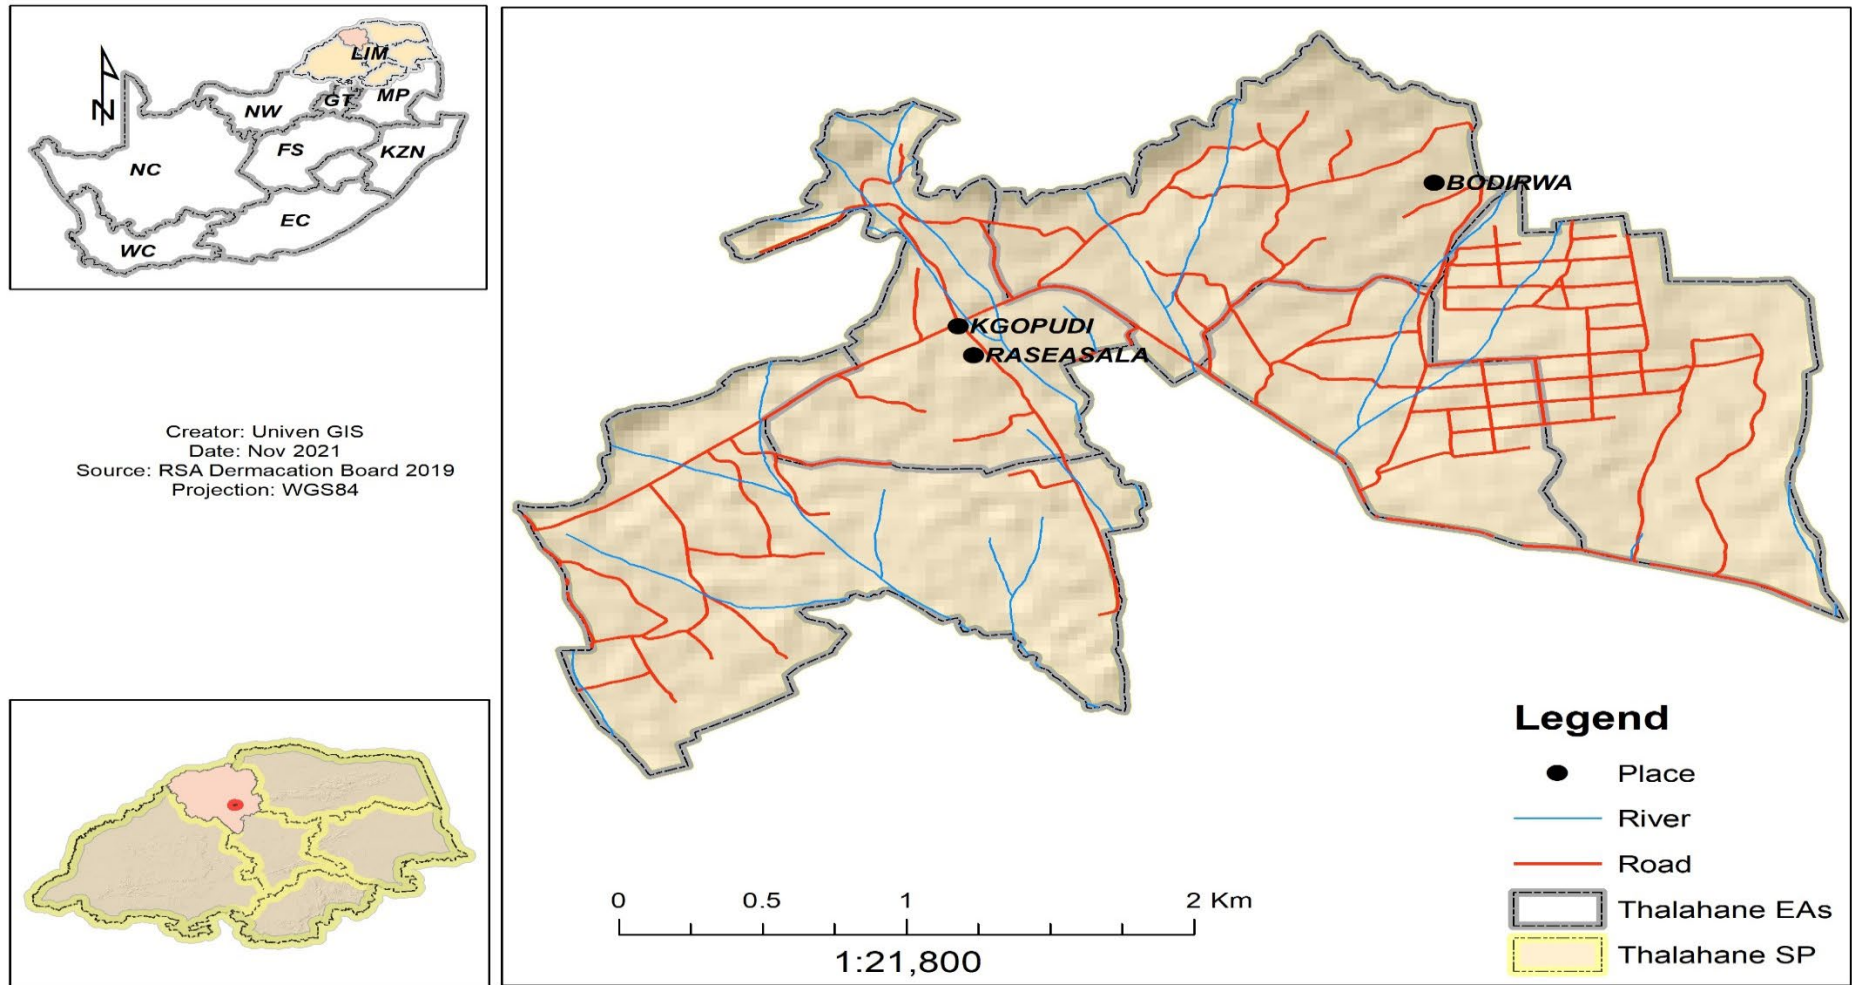 N
LIM
NW
GT
MP
NC
FS
KZN
EC
WC
Creator: Univen GIS
Date: Nov 2021
Source: RSA Dermacation Board 2019
Projection: WGS84
BODIRWA
KGOPUDI
RASEASALA
Legend
Place
River
Road
Thalahane EAs
Thalahane SP
0 0.5 1 2 Km
1:21,800